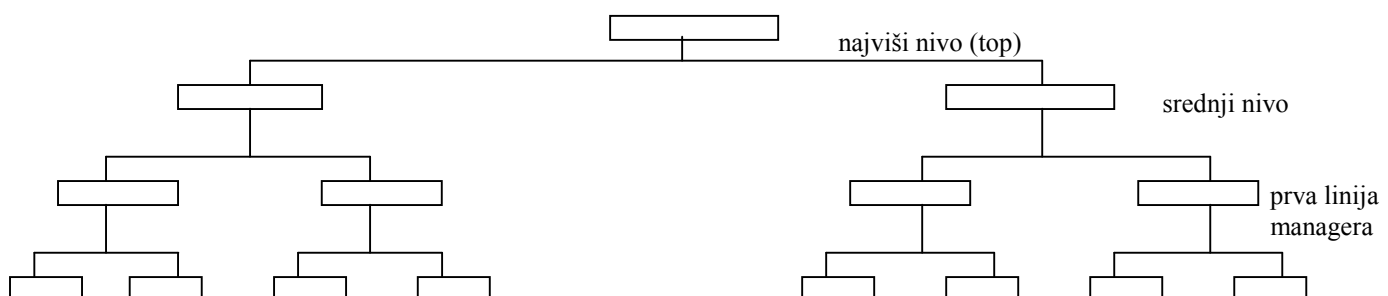 najviši nivo (top)
srednji nivo
prva linija
managera